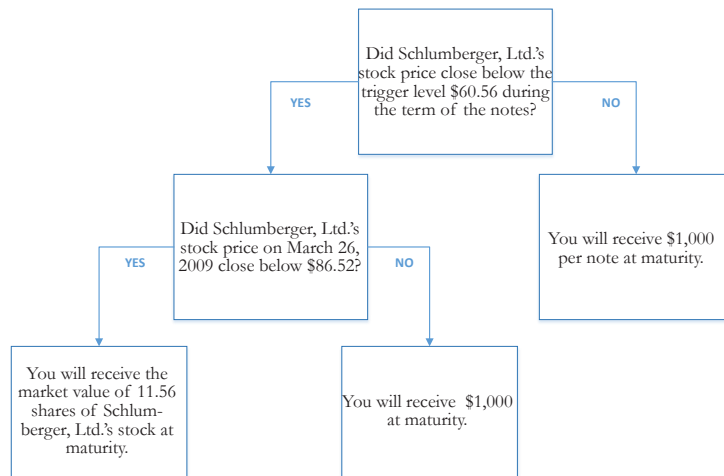 Did Schlumberger, Ltd.'s
stock price close below the
trigger level $60.56 during
the term of the notes?
YES
NO
Did Schlumberger, Ltd.'s
stock price on March 26,
2009 close below $86.52?
You will receive $1,000
per note at maturity.
YES
NO
You will receive the
market value of 11.56
shares of Schlum-
berger, Ltd.'s stock at
maturity.
You will receive $1,000
at maturity.